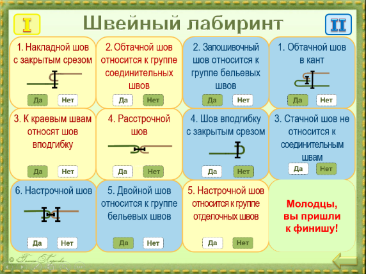 I
Швейный лабиринт
II
1. Накладной шов
с закрытым срезом
Да Нет
2. Обтачной шов
относится к группе
соединительных
швов
Да Нет
2. Запошивочный
шов относится к
группе бельевых
швов
Да Нет
1. Обтачной шов
в кант
Да Нет
3. К краевым швам
относят шов
вподгибку
Да Нет
4. Расстрочной
шов
Да Нет
4. Шов вподгибку
с закрытым срезом
Да Нет
3. Стачной шов не
относится к
соединительным
швам
Да Нет
6. Настрочной шов
Да Нет
5. Двойной шов
относится к группе
бельевых швов
Да Нет
5. Настрочной шов
относится к группе
отделочных швов
Да Нет
Молодцы,
вы пришли
к финишу!